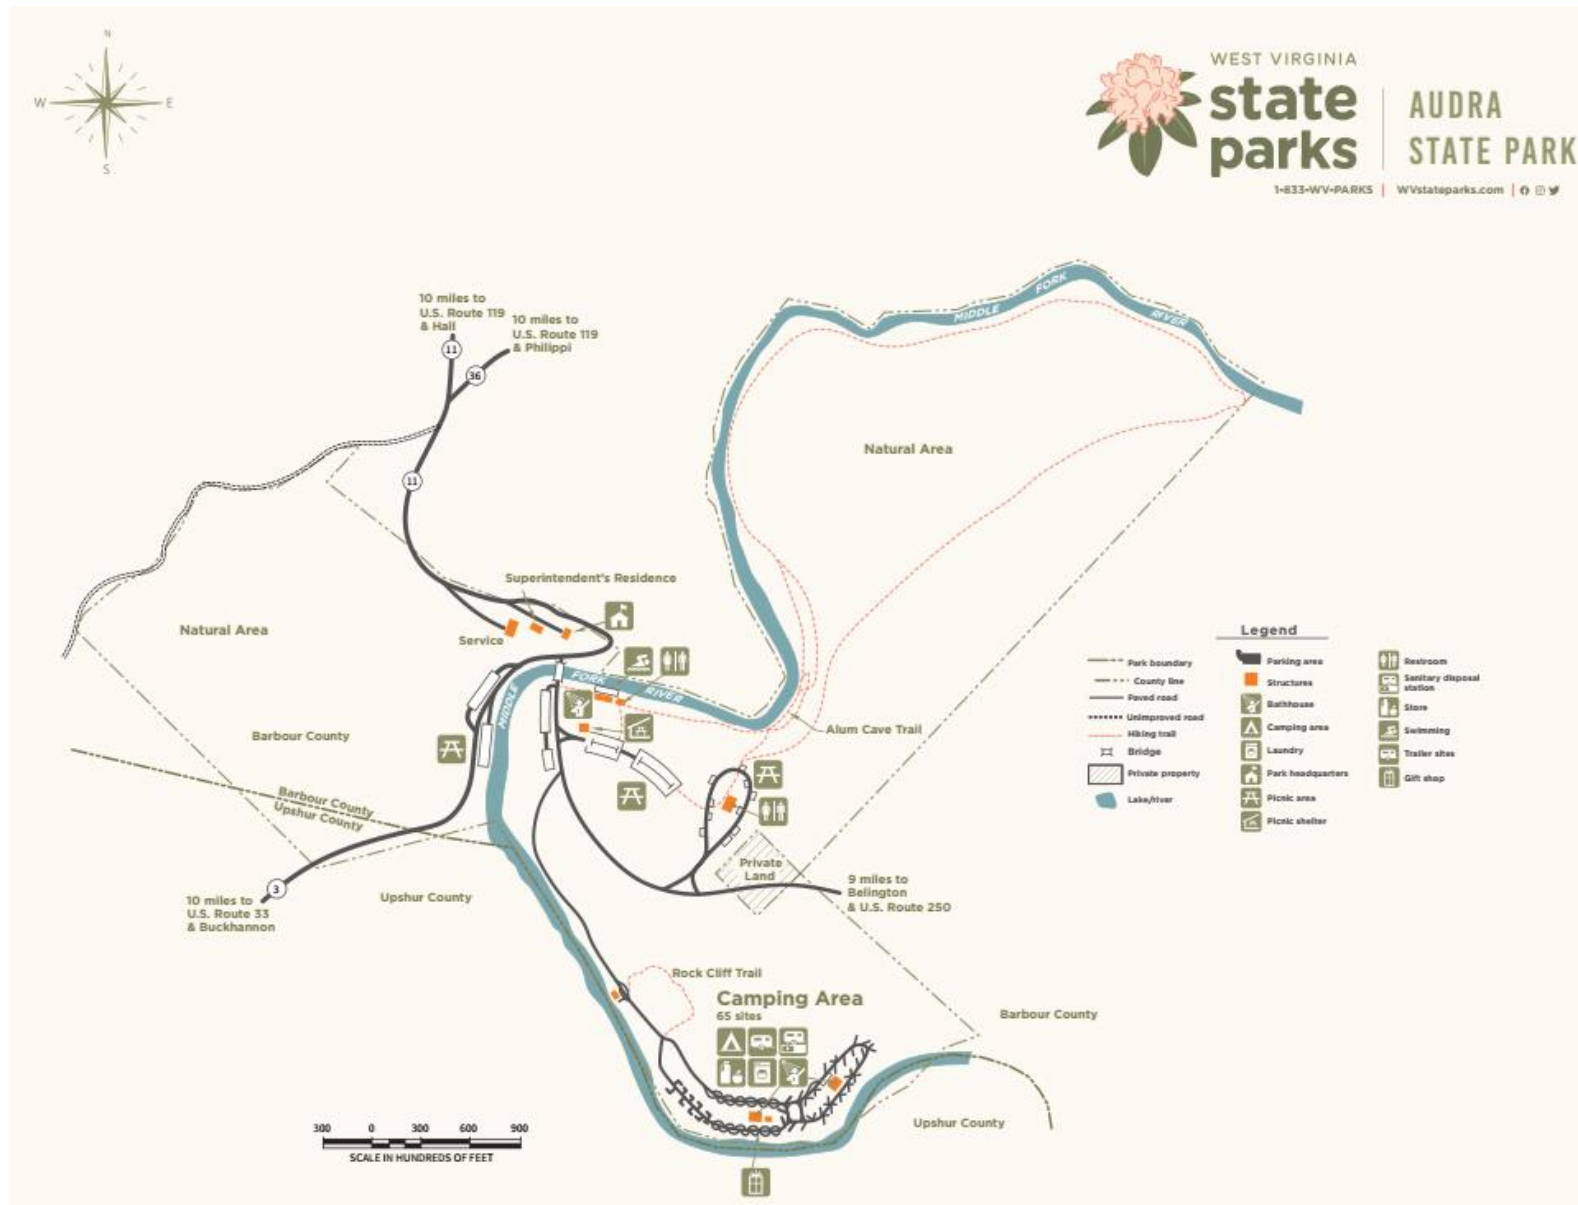 N
W
E
S
WEST VIRGINIA
state
parks
AUDRA
STATE PARK
1-833-WV-PARKS | WVstateparks.com |
10 miles to
U.S. Route 119
& Hall
10 miles to
U.S. Route 119
& Philippi
11
36
11
MIDDLE
FORK
RIVER
Natural Area
Superintendent's Residence
Natural Area
Service
FORK
RIVER
MIDDLE
Alum Cave Trail
Barbour County
Barbour County
Upshur County
Private
Land
3
10 miles to
U.S. Route 33
& Buckhannon
Upshur County
9 miles to
Belington
& U.S. Route 250
Rock Cliff Trail
Camping Area
65 sites
Barbour County
Upshur County
300 0 300 600 900
SCALE IN HUNDREDS OF FEET
Legend
Park boundary
County line
Paved road
Unimproved road
Hiking trail
Bridge
Private property
Lake/river
Parking area
Structures
Bathhouse
Camping area
Laundry
Park headquarters
Picnic area
Picnic shelter
Restroom
Sanitary disposal
station
Store
Swimming
Trailer sites
Gift shop